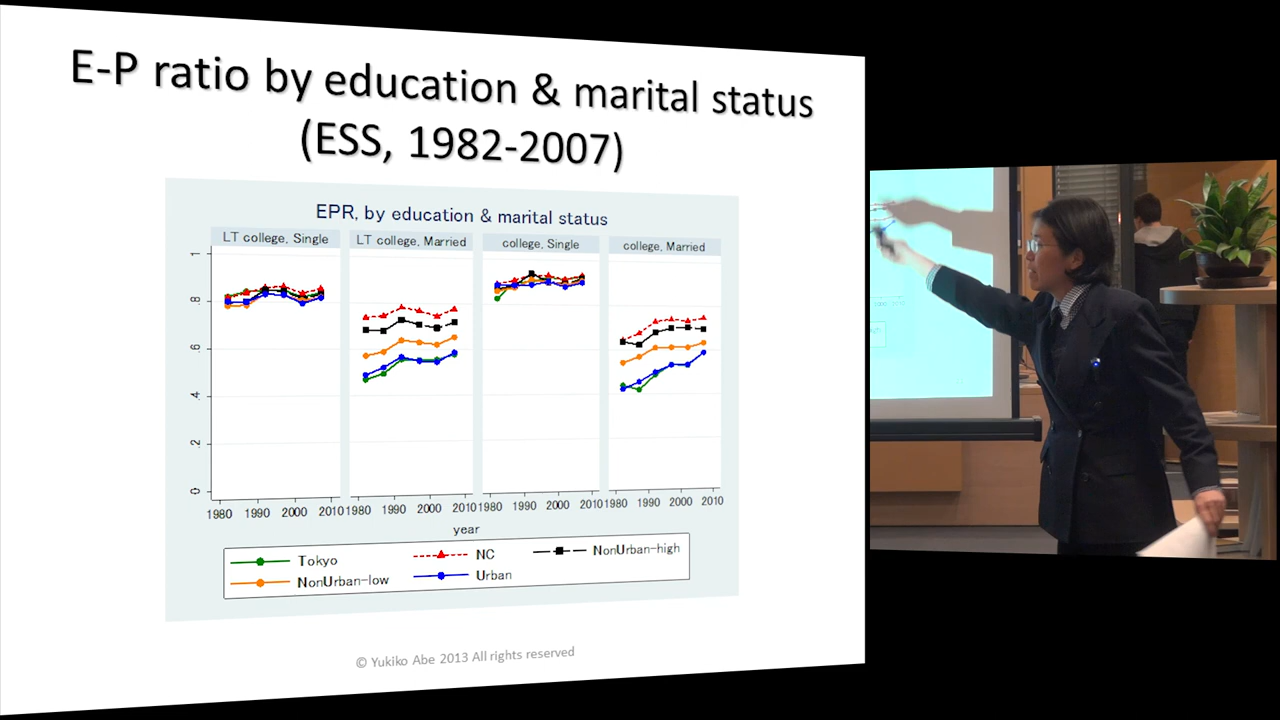 E-P ratio by education & marital status
(ESS, 1982-2007)
EPR, by education & marital status
LT college, Single
LT college, Married
college, Single
college, Married
1
.8
.6
.4
.2
0
1980 1990 2000 2010
1980 1990 2000 2010
1980 1990 2000 2010
1980 1990 2000 2010
year
Tokyo
NC
NonUrban-high
NonUrban-low
Urban
© Yukiko Abe 2013 All rights reserved